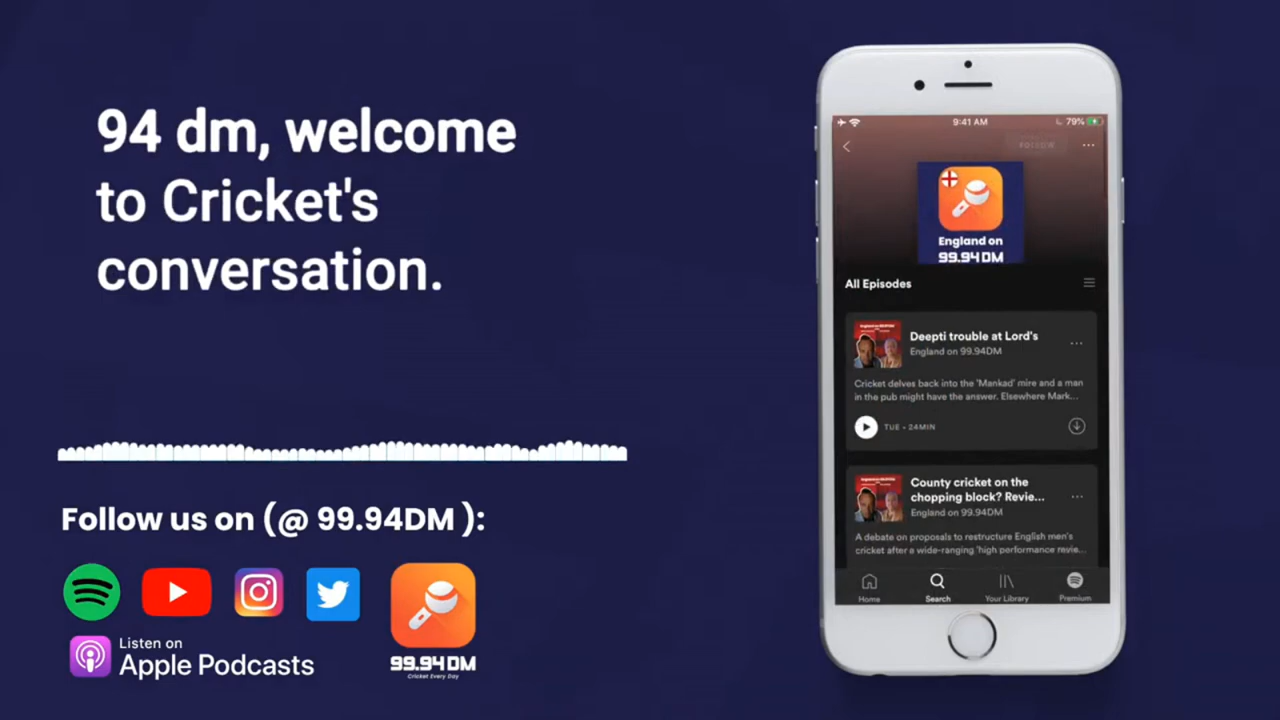 94 dm, welcome
to Cricket's
conversation.
Follow us on (@ 99.94DM ):
Listen on
Apple Podcasts
99.94DM
Cricket Every Day
9:41 AM
79%
FOLLOW
England on
99.94DM
All Episodes
Deepti trouble at Lord's
England on 99.94DM
Cricket delves back into the 'Mankad' mire and a man
in the pub might have the answer. Elsewhere Mark...
TUE • 24MIN
County cricket on the
chopping block? Revie...
England on 99.94DM
A debate on proposals to restructure English men's
cricket after a wide-ranging 'high performance revie...
Home
Search
Your Library
Premium